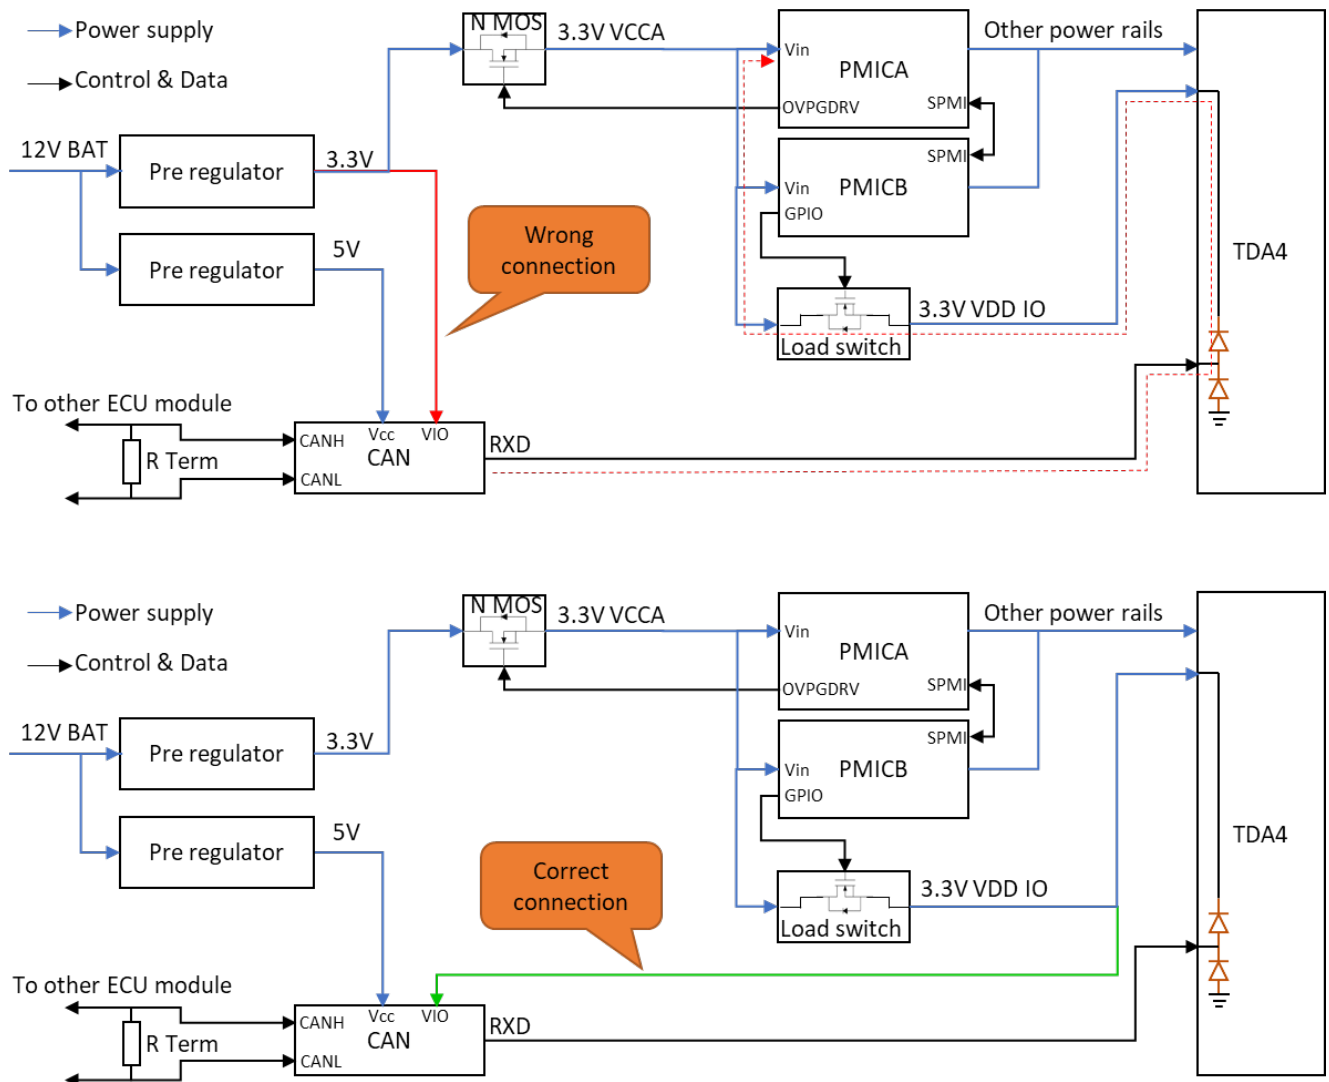 Power supply
Control & Data
N MOS
3.3V VCCA
Vin
PMICA
OVPGDRV
SPMI
Other power rails
12V BAT
Pre regulator
3.3V
SPMI
Vin
PMICB
GPIO
Pre regulator
5V
Wrong
connection
TDA4
3.3V VDD IO
Load switch
To other ECU module
R Term
CANH
Vcc
VIO
CAN
CANL
RXD
Power supply
Control & Data
N MOS
3.3V VCCA
Vin
PMICA
OVPGDRV
SPMI
Other power rails
12V BAT
Pre regulator
3.3V
SPMI
Vin
PMICB
GPIO
Pre regulator
5V
Correct
connection
TDA4
3.3V VDD IO
Load switch
To other ECU module
R Term
CANH
Vcc
VIO
CAN
CANL
RXD